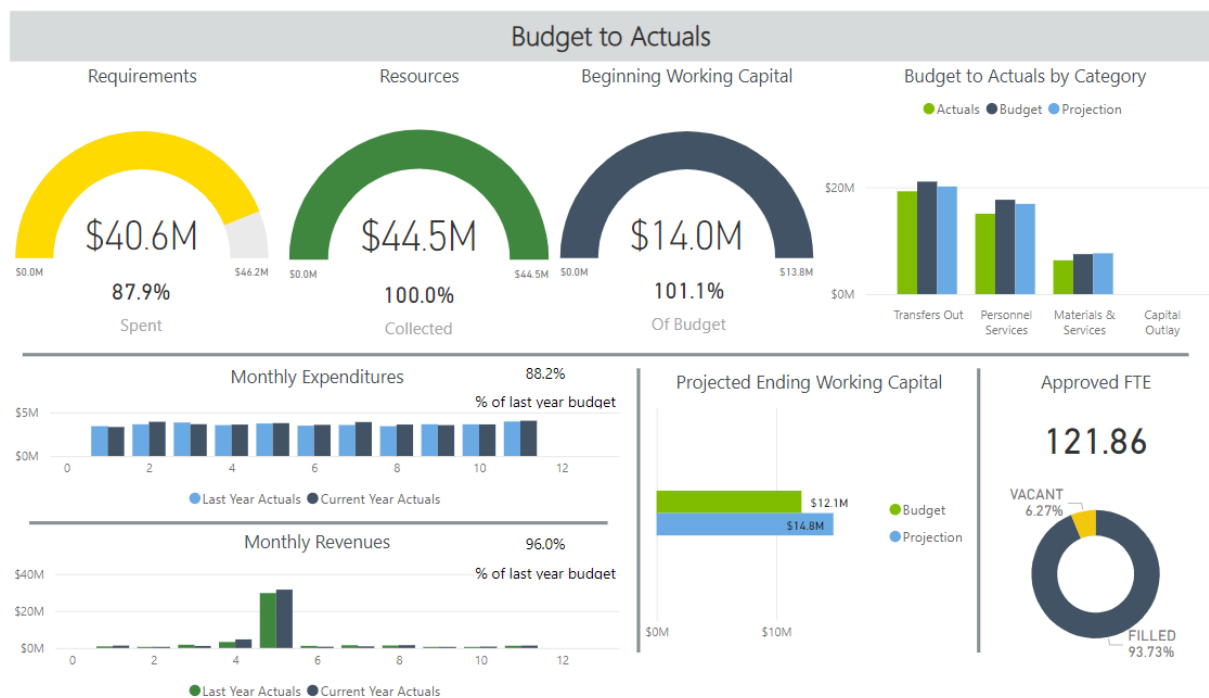 Budget to Actuals
Requirements
$40.6M
$0.0M
$46.2M
87.9%
Spent
Resources
$44.5M
$0.0M
$44.5M
100.0%
Collected
Beginning Working Capital
$14.0M
$0.0M
$13.8M
101.1%
Of Budget
Budget to Actuals by Category
Actuals Budget Projection
$20M
$0M
Transfers Out
Personnel
Services
Materials &
Services
Capital
Outlay
Monthly Expenditures
88.2%
% of last year budget
$5M
$0M
0 2 4 6 8 10 12
Last Year Actuals Current Year Actuals
Monthly Revenues
96.0%
% of last year budget
$40M
$20M
$0M
0 2 4 6 8 10 12
Last Year Actuals Current Year Actuals
Projected Ending Working Capital
$12.1M
$14.8M
Budget
Projection
$0M $10M
Approved FTE
121.86
VACANT
6.27%
FILLED
93.73%